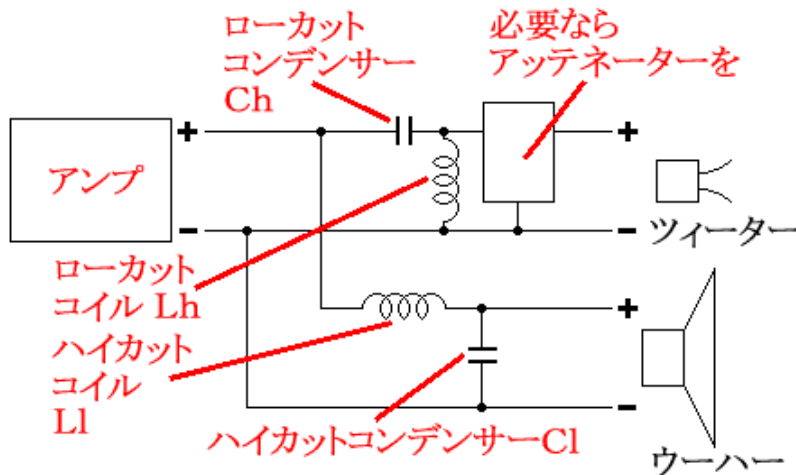 ローカット
コンデンサー
Ch
必要なら
アッテネーターを
アンプ
+
-
+
-
ツィーター
ローカット
コイル Lh
ハイカット
コイル
Ll
+
-
ハイカットコンデンサーCl
ウーハー